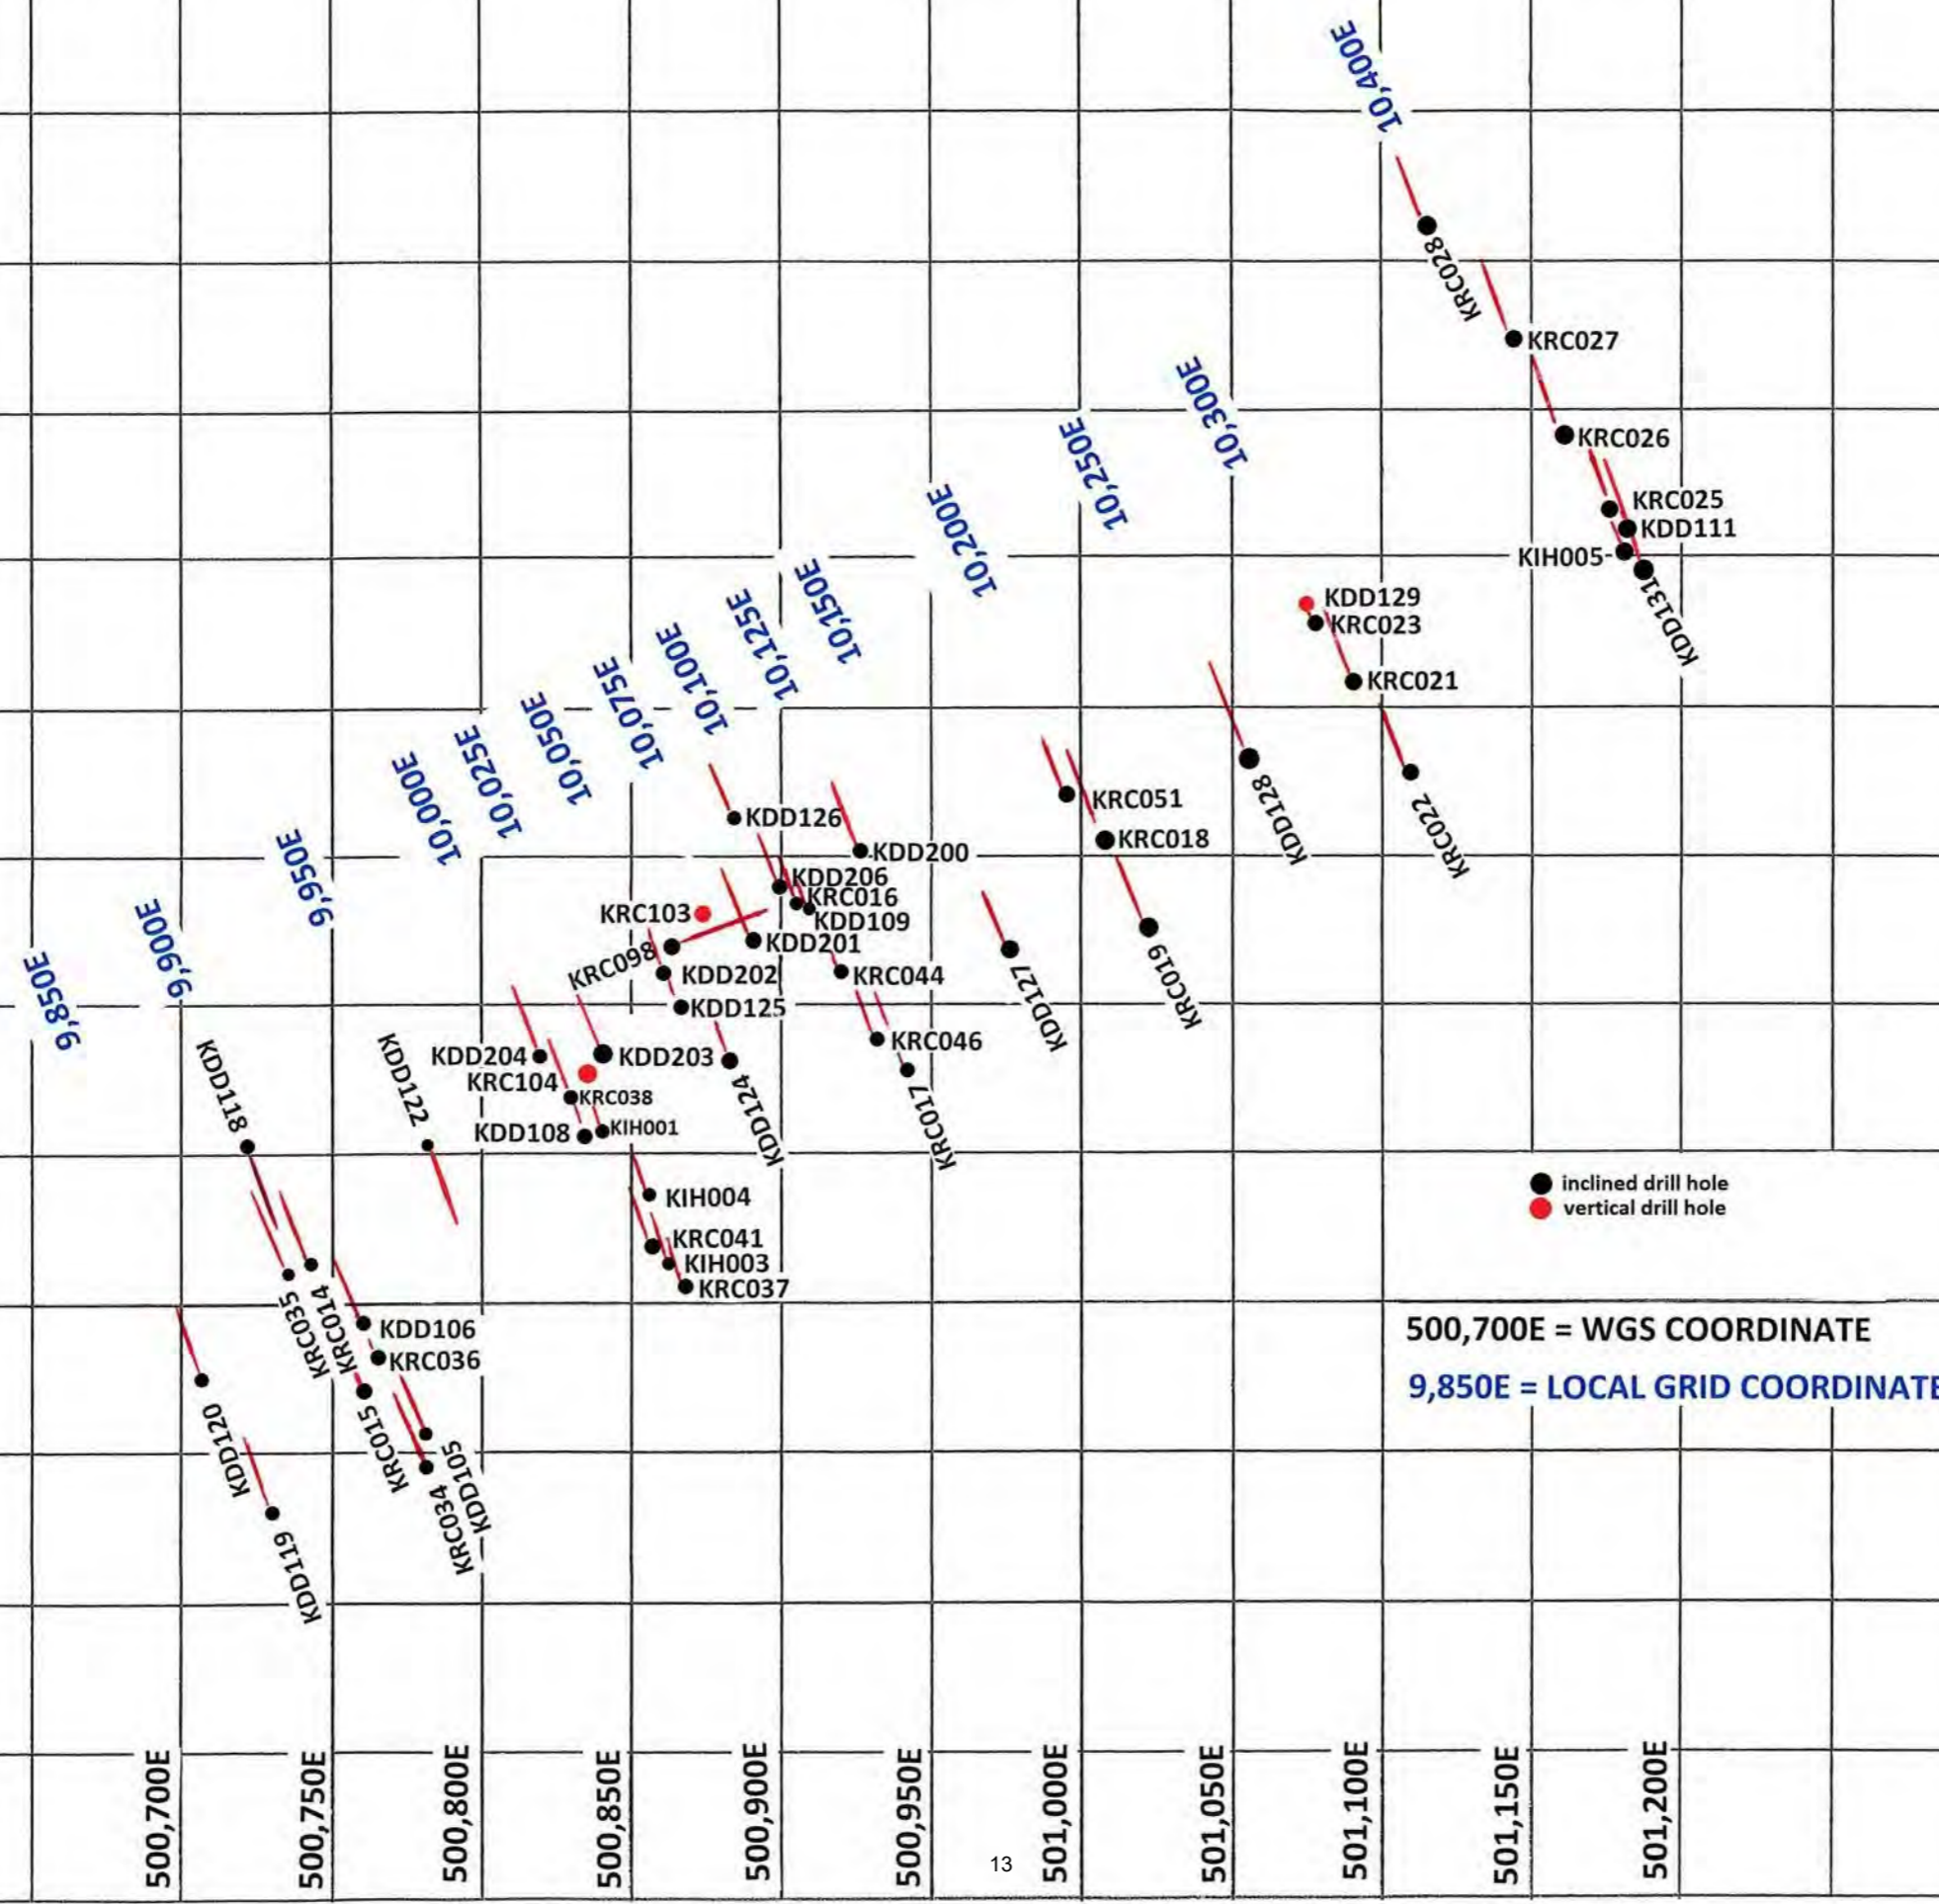 10,400E
KRC028
KRC027
10,300E
KRC026
10,250E
KRC025
KDD111
KIH005
KDD131
10,200E
10,150E
10,125E
KDD129
KRC023
10,100E
KRC021
10,075E
10,050E
10,025E
10,000E
KDD128
KRC022
KRC051
KRC018
KDD126
KDD200
9,950E
KDD206
KRC016
KDD109
KRC103
KDD201
9,900E
KRC098
KDD202
KRC044
KRC019
KDD127
9,850E
KDD125
KRC046
KDD118
KDD122
KDD204
KDD203
KRC104
KRC038
KDD124
KRC017
KDD108
KIH001
KIH004
inclined drill hole
vertical drill hole
KRC041
KIH003
KRC037
KRC035
KRC014
KDD106
KRC036
500,700E = WGS COORDINATE
9,850E = LOCAL GRID COORDINATE
KDD120
KRC015
KDD105
KRC034
KDD119
500,700E
500,750E
500,800E
500,850E
500,900E
500,950E
501,000E
501,050E
501,100E
501,150E
501,200E
13